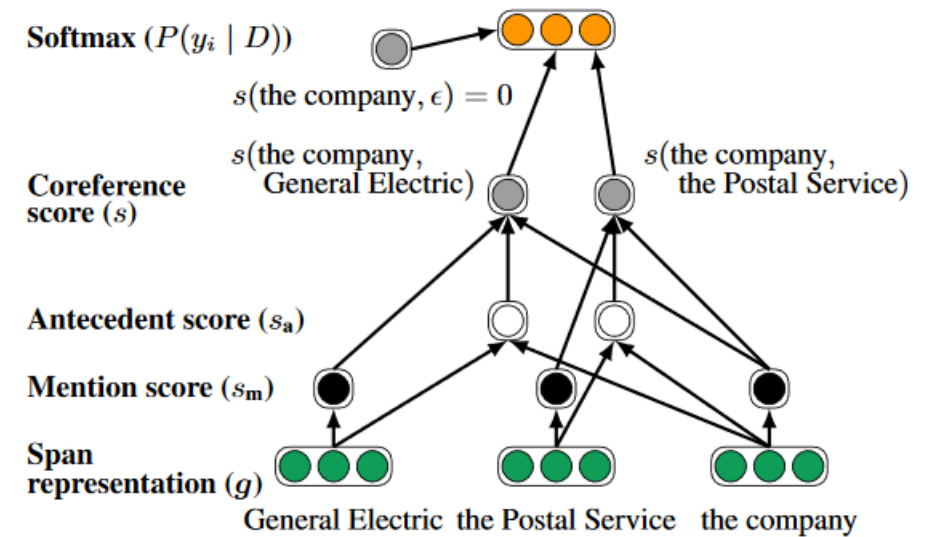 Softmax (P(yᵢ | D))
s(the company, ϵ) = 0
s(the company,
General Electric)
s(the company,
the Postal Service)
Coreference
score (s)
Antecedent score (sₐ)
Mention score (sₘ)
Span
representation (g)
General Electric the Postal Service the company